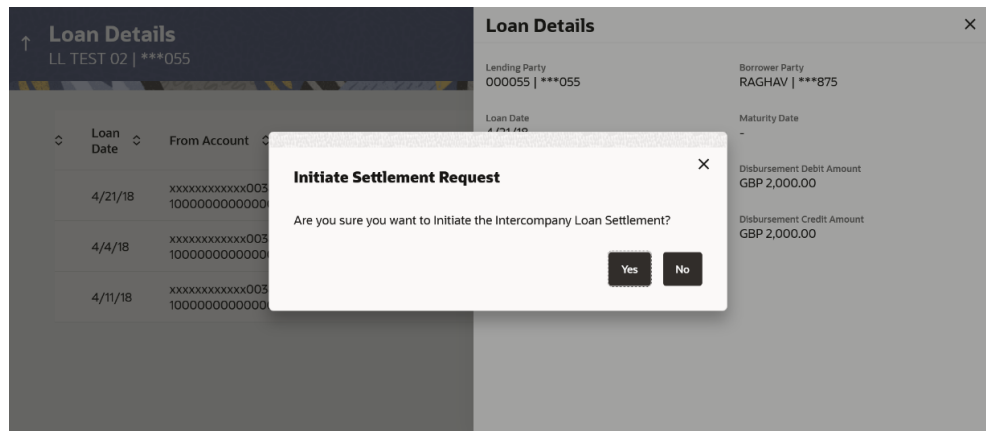 Loan Details
LL TEST 02 | ***055
Loan Date
From Account
4/21/18
xxxxxxxxxxxx003
4/4/18
xxxxxxxxxxxx003
4/11/18
xxxxxxxxxxxx003
Loan Details
Lending Party
000055 | ***055
Borrower Party
RAGHAV | ***875
Loan Date
4/21/18
Maturity Date
-
Disbursement Debit Amount
GBP 2,000.00
Disbursement Credit Amount
GBP 2,000.00
Initiate Settlement Request
Are you sure you want to Initiate the Intercompany Loan Settlement?
Yes
No